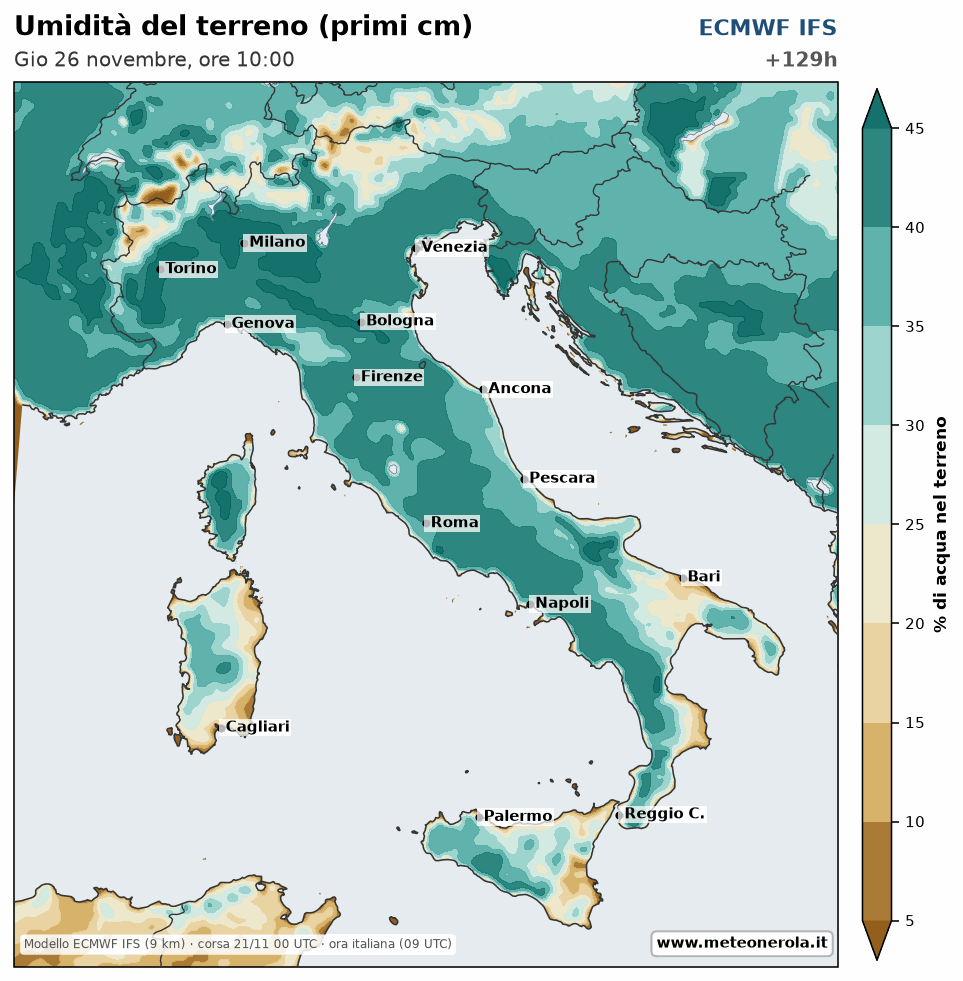 Umidità del terreno (primi cm)
ECMWF IFS
Gio 26 novembre, ore 10:00
+129h
Milano
Venezia
Torino
Genova
Bologna
Firenze
Ancona
Pescara
Roma
Bari
Napoli
Cagliari
Palermo
Reggio C.
45
40
35
30
25
20
15
10
5
% di acqua nel terreno
Modello ECMWF IFS (9 km) · corsa 21/11 00 UTC · ora italiana (09 UTC)
www.meteonerola.it